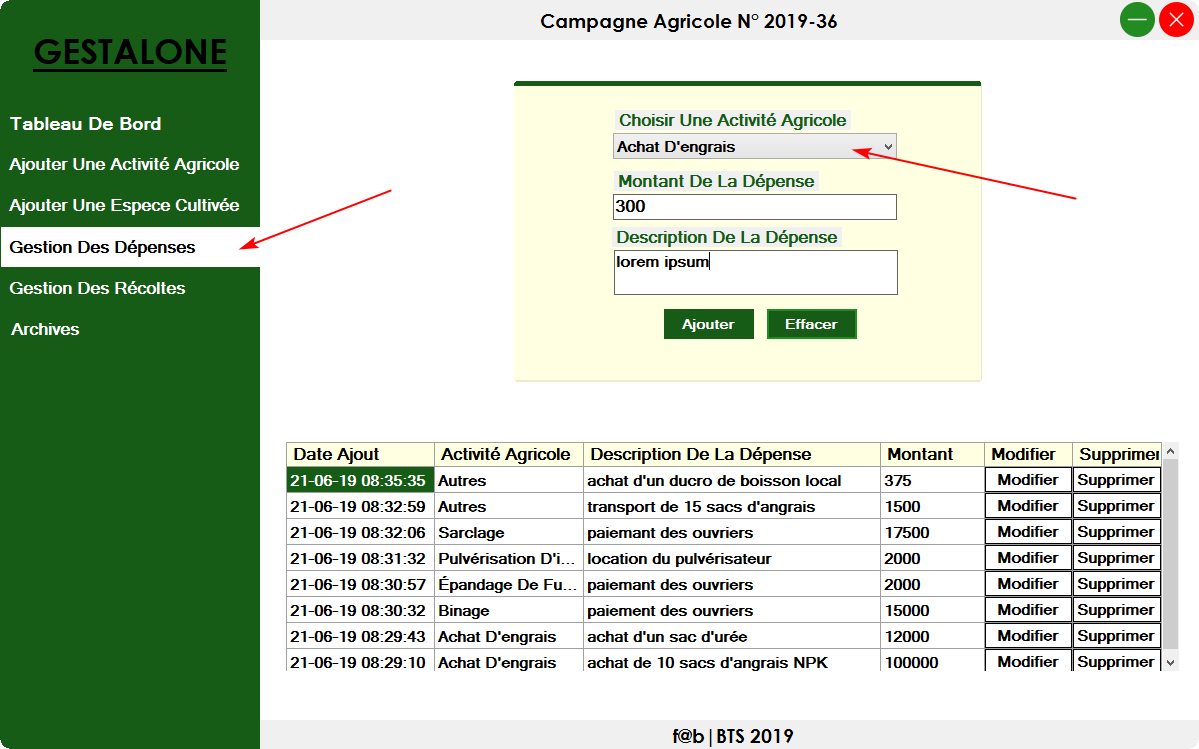 GESTALONE
Campagne Agricole N° 2019-36
Tableau De Bord
Ajouter Une Activité Agricole
Ajouter Une Espece Cultivée
Gestion Des Dépenses
Gestion Des Récoltes
Archives
Choisir Une Activité Agricole
Achat D'engrais
Montant De La Dépense
300
Description De La Dépense
lorem ipsum
Ajouter Effacer
Date Ajout Activité Agricole Description De La Dépense Montant Modifier Supprimer
21-06-19 08:35:35 Autres achat d'un ducro de boisson local 375 Modifier Supprimer
21-06-19 08:32:59 Autres transport de 15 sacs d'angrais 1500 Modifier Supprimer
21-06-19 08:32:06 Sarclage paiemant des ouvriers 17500 Modifier Supprimer
21-06-19 08:31:32 Pulvérisation D'i... location du pulvérisateur 2000 Modifier Supprimer
21-06-19 08:30:57 Épandage De Fu... paiemant des ouvriers 2000 Modifier Supprimer
21-06-19 08:30:32 Binage paiement des ouvriers 15000 Modifier Supprimer
21-06-19 08:29:43 Achat D'engrais achat d'un sac d'urée 12000 Modifier Supprimer
21-06-19 08:29:10 Achat D'engrais achat de 10 sacs d'angrais NPK 100000 Modifier Supprimer
f@b|BTS 2019